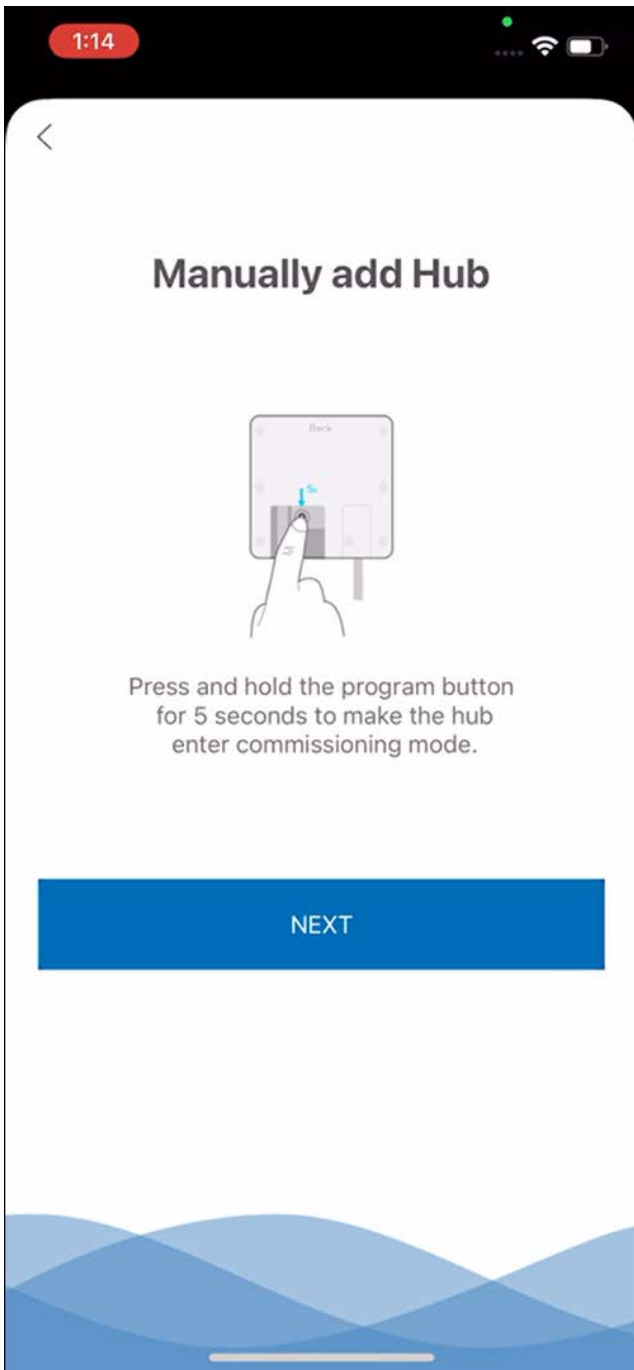 1:14
Manually add Hub
Back
5s
Press and hold the program button
for 5 seconds to make the hub
enter commissioning mode.
NEXT